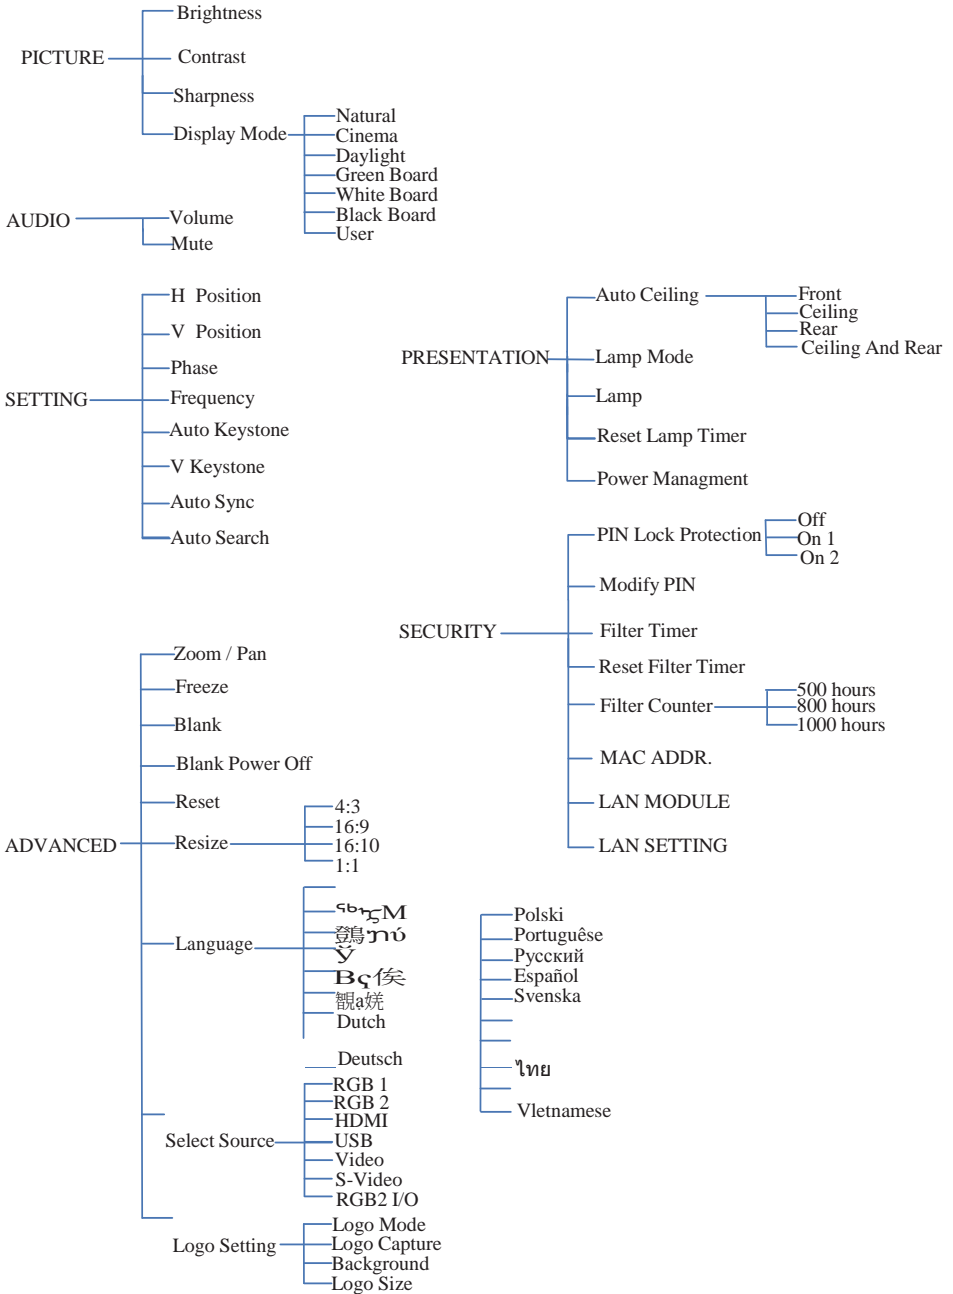 PICTURE
Brightness
Contrast
Sharpness
Display Mode
Natural
Cinema
Daylight
Green Board
White Board
Black Board
User
AUDIO
Volume
Mute
SETTING
H Position
V Position
Phase
Frequency
Auto Keystone
V Keystone
Auto Sync
Auto Search
PRESENTATION
Auto Ceiling
Front
Ceiling
Rear
Ceiling And Rear
Lamp Mode
Lamp
Reset Lamp Timer
Power Managment
SECURITY
PIN Lock Protection
Off
On 1
On 2
Modify PIN
Filter Timer
Reset Filter Timer
Filter Counter
500 hours
800 hours
1000 hours
MAC ADDR.
LAN MODULE
LAN SETTING
ADVANCED
Zoom / Pan
Freeze
Blank
Blank Power Off
Reset
Resize
4:3
16:9
16:10
1:1
Language
Dutch
Deutsch
Polski
Portuguêse
Русский
Español
Svenska
ไทย
Vletnamese
Select Source
RGB 1
RGB 2
HDMI
USB
Video
S-Video
RGB2 I/O
Logo Setting
Logo Mode
Logo Capture
Background
Logo Size